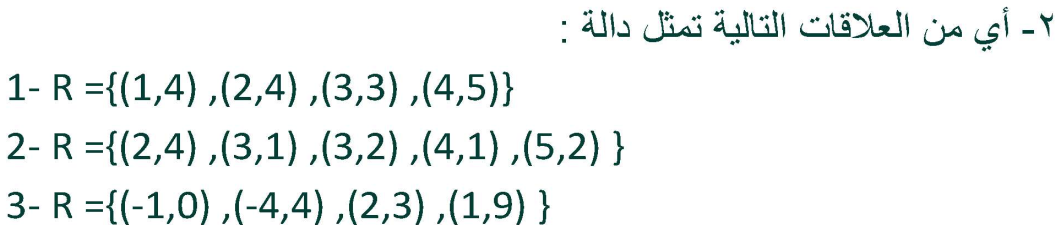 ٢- أي من العلاقات التالية تمثل دالة :
1- R ={(1,4) ,(2,4) ,(3,3) ,(4,5)}
2- R ={(2,4) ,(3,1) ,(3,2) ,(4,1) ,(5,2) }
3- R ={(-1,0) ,(-4,4) ,(2,3) ,(1,9) }